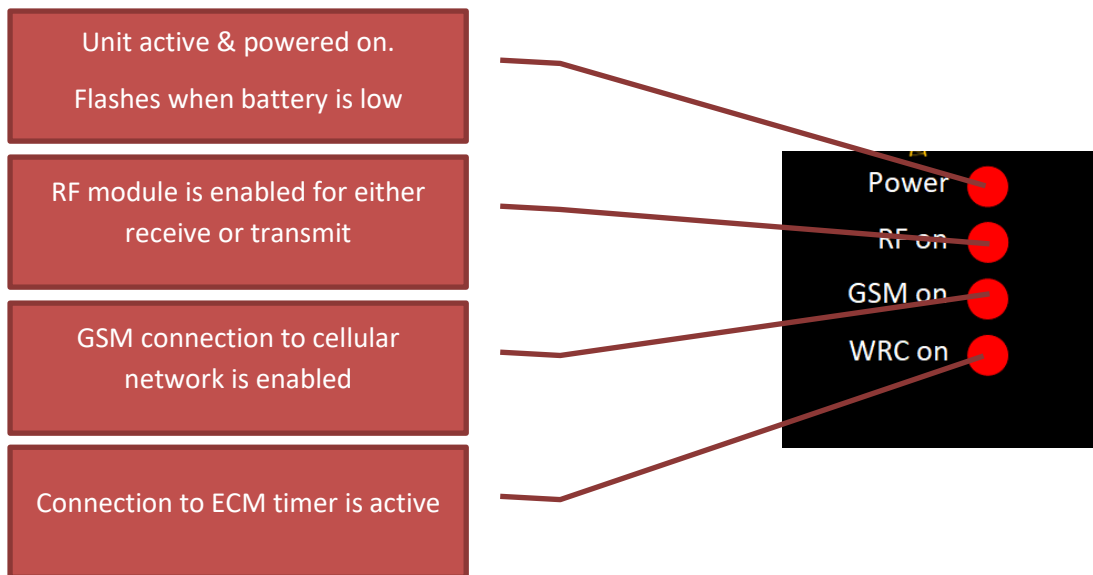 Unit active & powered on.
Flashes when battery is low
RF module is enabled for either
receive or transmit
GSM connection to cellular
network is enabled
Connection to ECM timer is active
Power
RF on
GSM on
WRC on